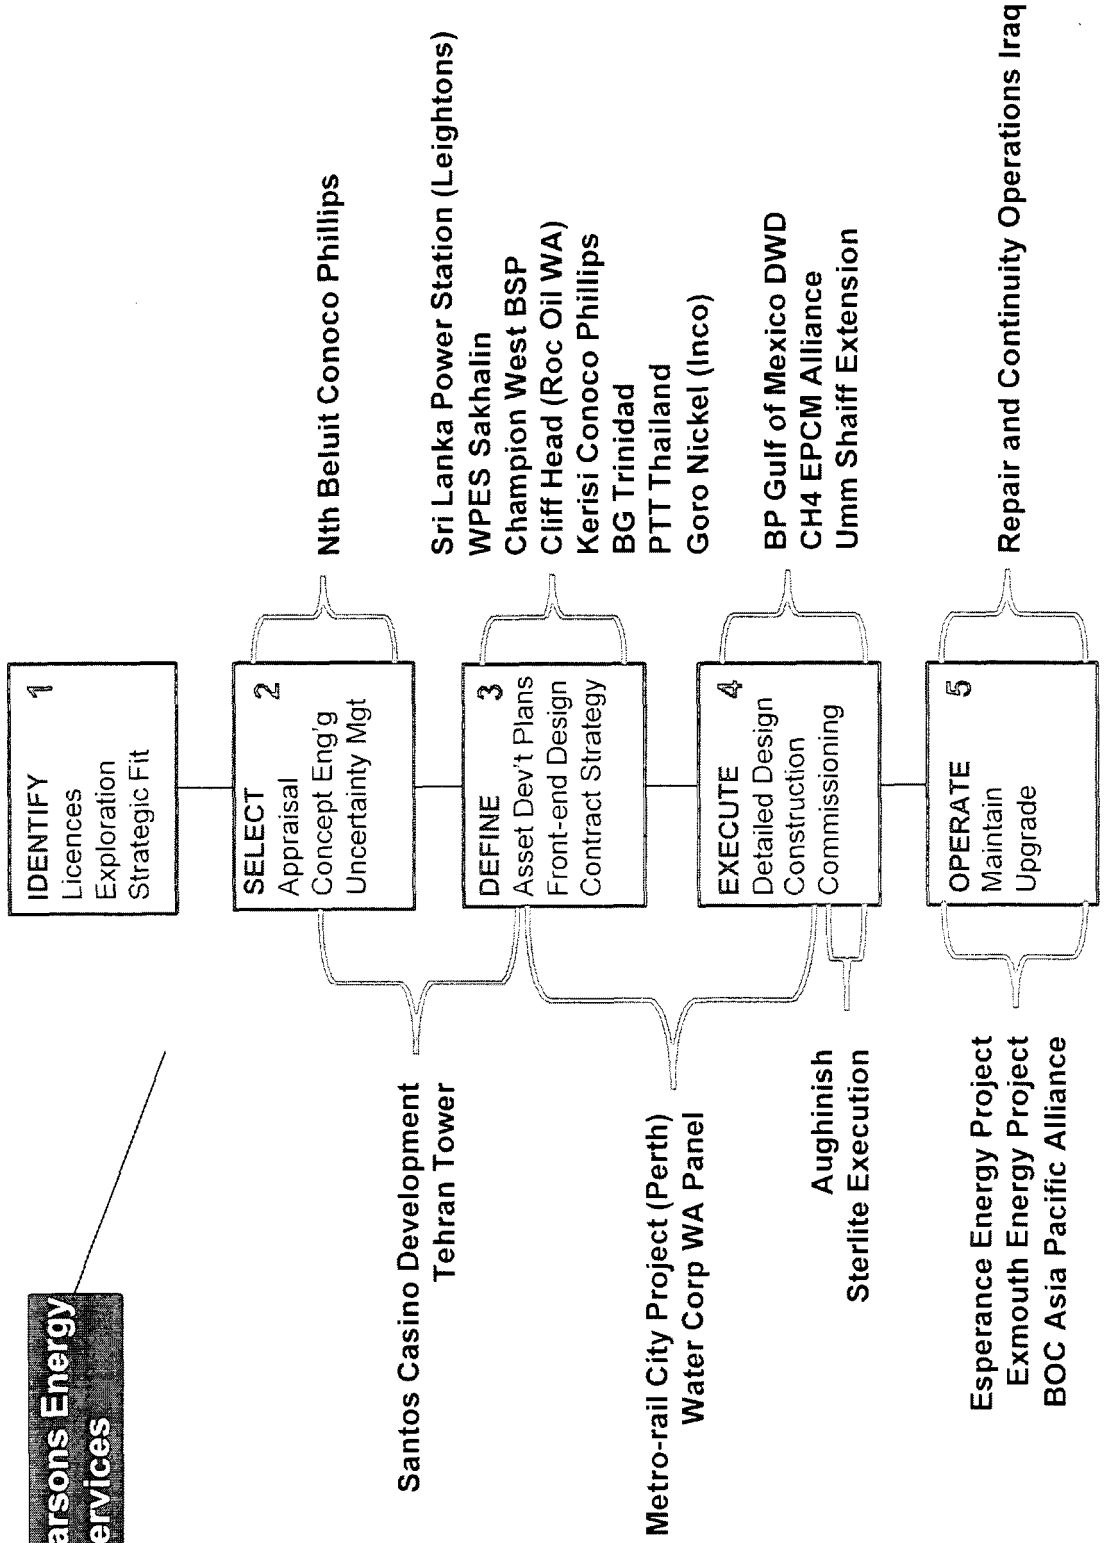 arsons Energy
ervices
IDENTIFY 1
Licences
Exploration
Strategic Fit
SELECT 2
Appraisal
Concept Eng'g
Uncertainty Mgt
DEFINE 3
Asset Dev't Plans
Front-end Design
Contract Strategy
EXECUTE 4
Detailed Design
Construction
Commissioning
OPERATE 5
Maintain
Upgrade
Nth Beluit Conoco Phillips
Sri Lanka Power Station (Leightons)
WPES Sakhalin
Champion West BSP
Cliff Head (Roc Oil WA)
Kerisi Conoco Phillips
BG Trinidad
PTT Thailand
Goro Nickel (Inco)
BP Gulf of Mexico DWD
CH4 EPCM Alliance
Umm Shaiff Extension
Repair and Continuity Operations Iraq
Santos Casino Development
Tehran Tower
Metro-rail City Project (Perth)
Water Corp WA Panel
Aughinish
Sterlite Execution
Esperance Energy Project
Exmouth Energy Project
BOC Asia Pacific Alliance